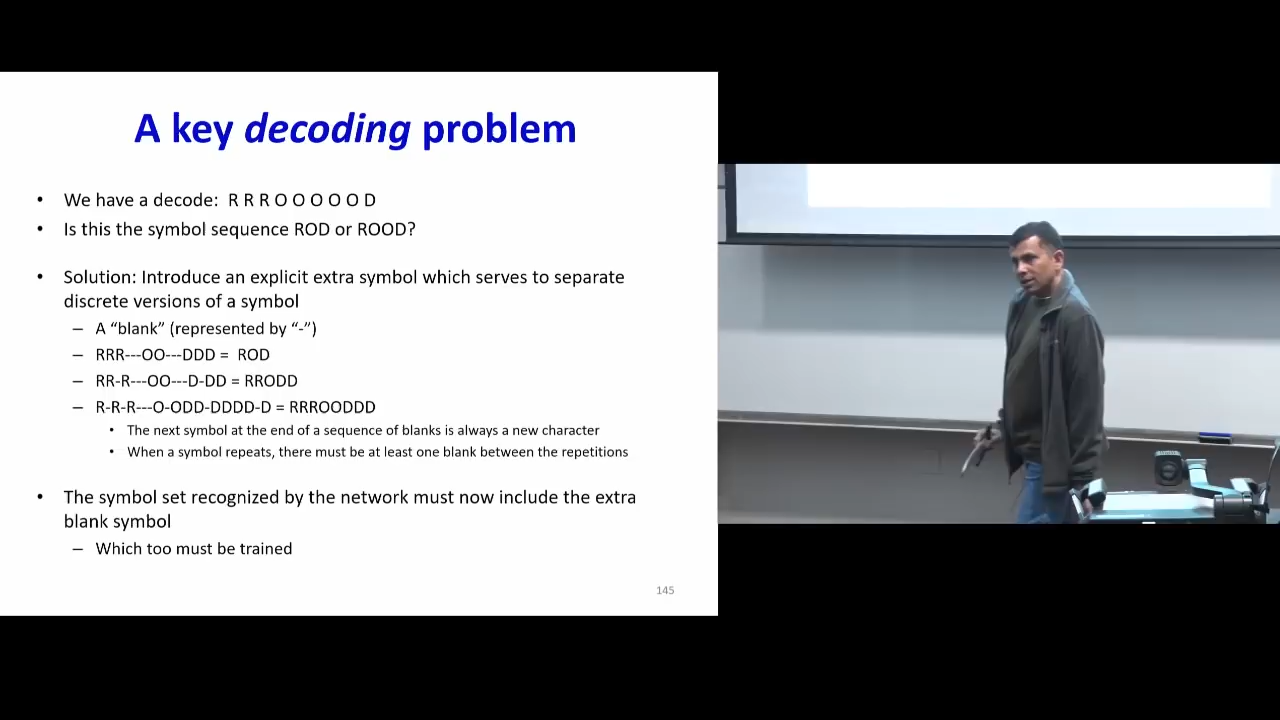 A key decoding problem
• We have a decode: R R R O O O O O D
• Is this the symbol sequence ROD or ROOD?
• Solution: Introduce an explicit extra symbol which serves to separate
discrete versions of a symbol
– A “blank” (represented by “-”)
– RRR---OO---DDD = ROD
– RR-R---OO---D-DD = RRODD
– R-R-R---O-ODD-DDDD-D = RRROODDD
• The next symbol at the end of a sequence of blanks is always a new character
• When a symbol repeats, there must be at least one blank between the repetitions
• The symbol set recognized by the network must now include the extra
blank symbol
– Which too must be trained
145